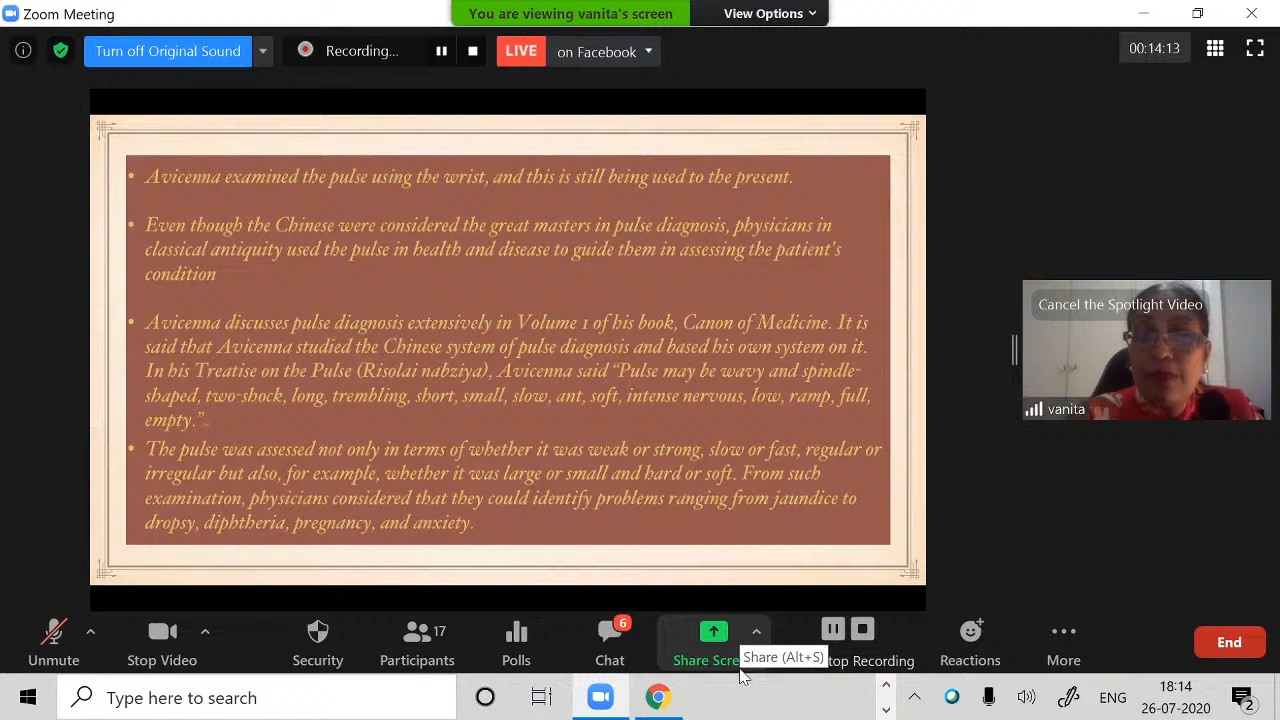 Zoom Meeting
You are viewing vanita's screen
View Options
Turn off Original Sound
Recording...
LIVE
on Facebook
00:14:13
• Avicenna examined the pulse using the wrist, and this is still being used to the present.
• Even though the Chinese were considered the great masters in pulse diagnosis, physicians in
classical antiquity used the pulse in health and disease to guide them in assessing the patient's
condition
• Avicenna discusses pulse diagnosis extensively in Volume 1 of his book, Canon of Medicine. It is
said that Avicenna studied the Chinese system of pulse diagnosis and based his own system on it.
In his Treatise on the Pulse (Risolai nabziya), Avicenna said “Pulse may be wavy and spindle-
shaped, two-shock, long, trembling, short, small, slow, ant, soft, intense nervous, low, ramp, full,
empty.”
• The pulse was assessed not only in terms of whether it was weak or strong, slow or fast, regular or
irregular but also, for example, whether it was large or small and hard or soft. From such
examination, physicians considered that they could identify problems ranging from jaundice to
dropsy, diphtheria, pregnancy, and anxiety.
Cancel the Spotlight Video
vanita
6
17
Unmute
Stop Video
Security
Participants
Polls
Chat
Share Scre
Share (Alt+S)
top Recording
Reactions
More
End
Type here to search
ENG
18:14
26-07-2020
2